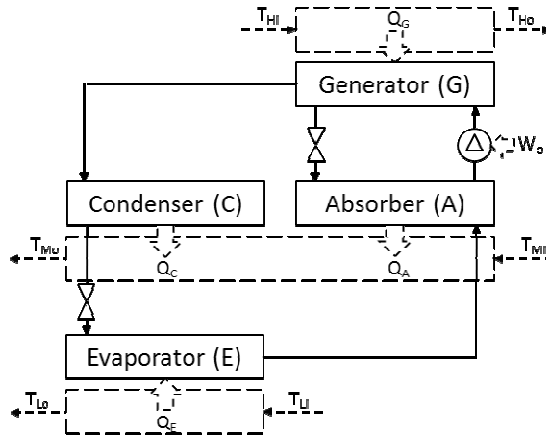 T_Hi Q_G T_Ho
Generator (G)
W_p
Condenser (C) Absorber (A)
T_Mo T_Mi
Q_C Q_A
Evaporator (E)
T_Lo T_Li
Q_E